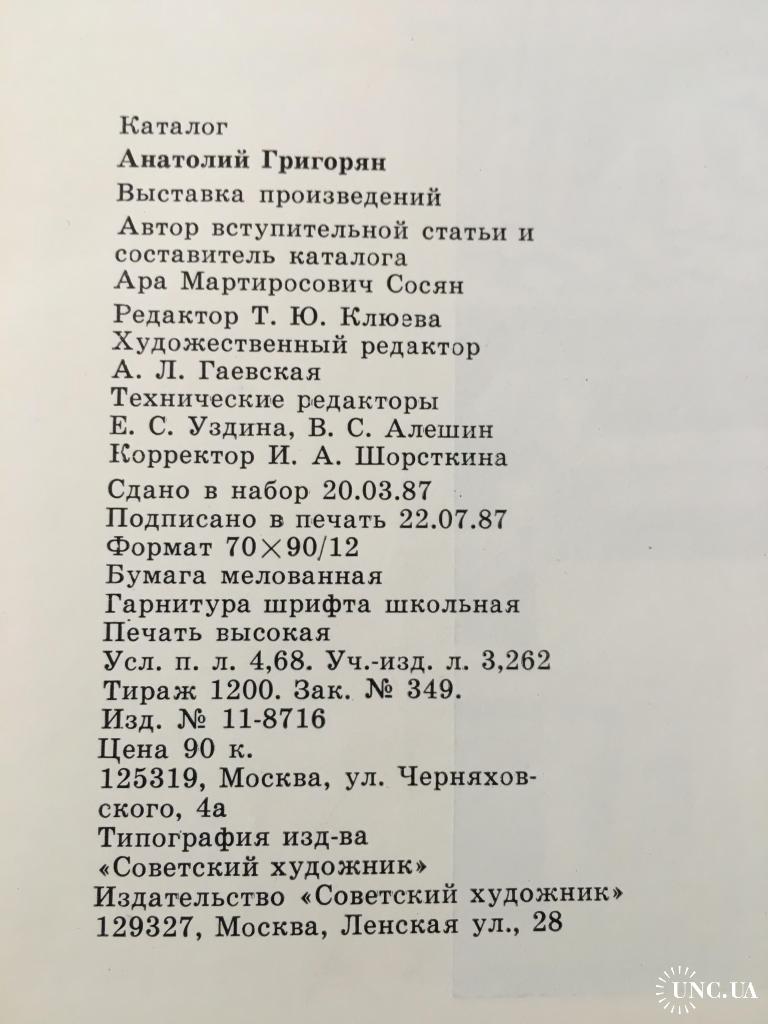 Каталог
Анатолий Григорян
Выставка произведений
Автор вступительной статьи и
составитель каталога
Ара Мартиросович Сосян
Редактор Т. Ю. Клюева
Художественный редактор
А. Л. Гаевская
Технические редакторы
Е. С. Уздина, В. С. Алешин
Корректор И. А. Шорсткина
Сдано в набор 20.03.87
Подписано в печать 22.07.87
Формат 70×90/12
Бумага мелованная
Гарнитура шрифта школьная
Печать высокая
Усл. п. л. 4,68. Уч.-изд. л. 3,262
Тираж 1200. Зак. № 349.
Изд. № 11-8716
Цена 90 к.
125319, Москва, ул. Черняхов-
ского, 4а
Типография изд-ва
«Советский художник»
Издательство «Советский художник»
129327, Москва, Ленская ул., 28
UNC.UA